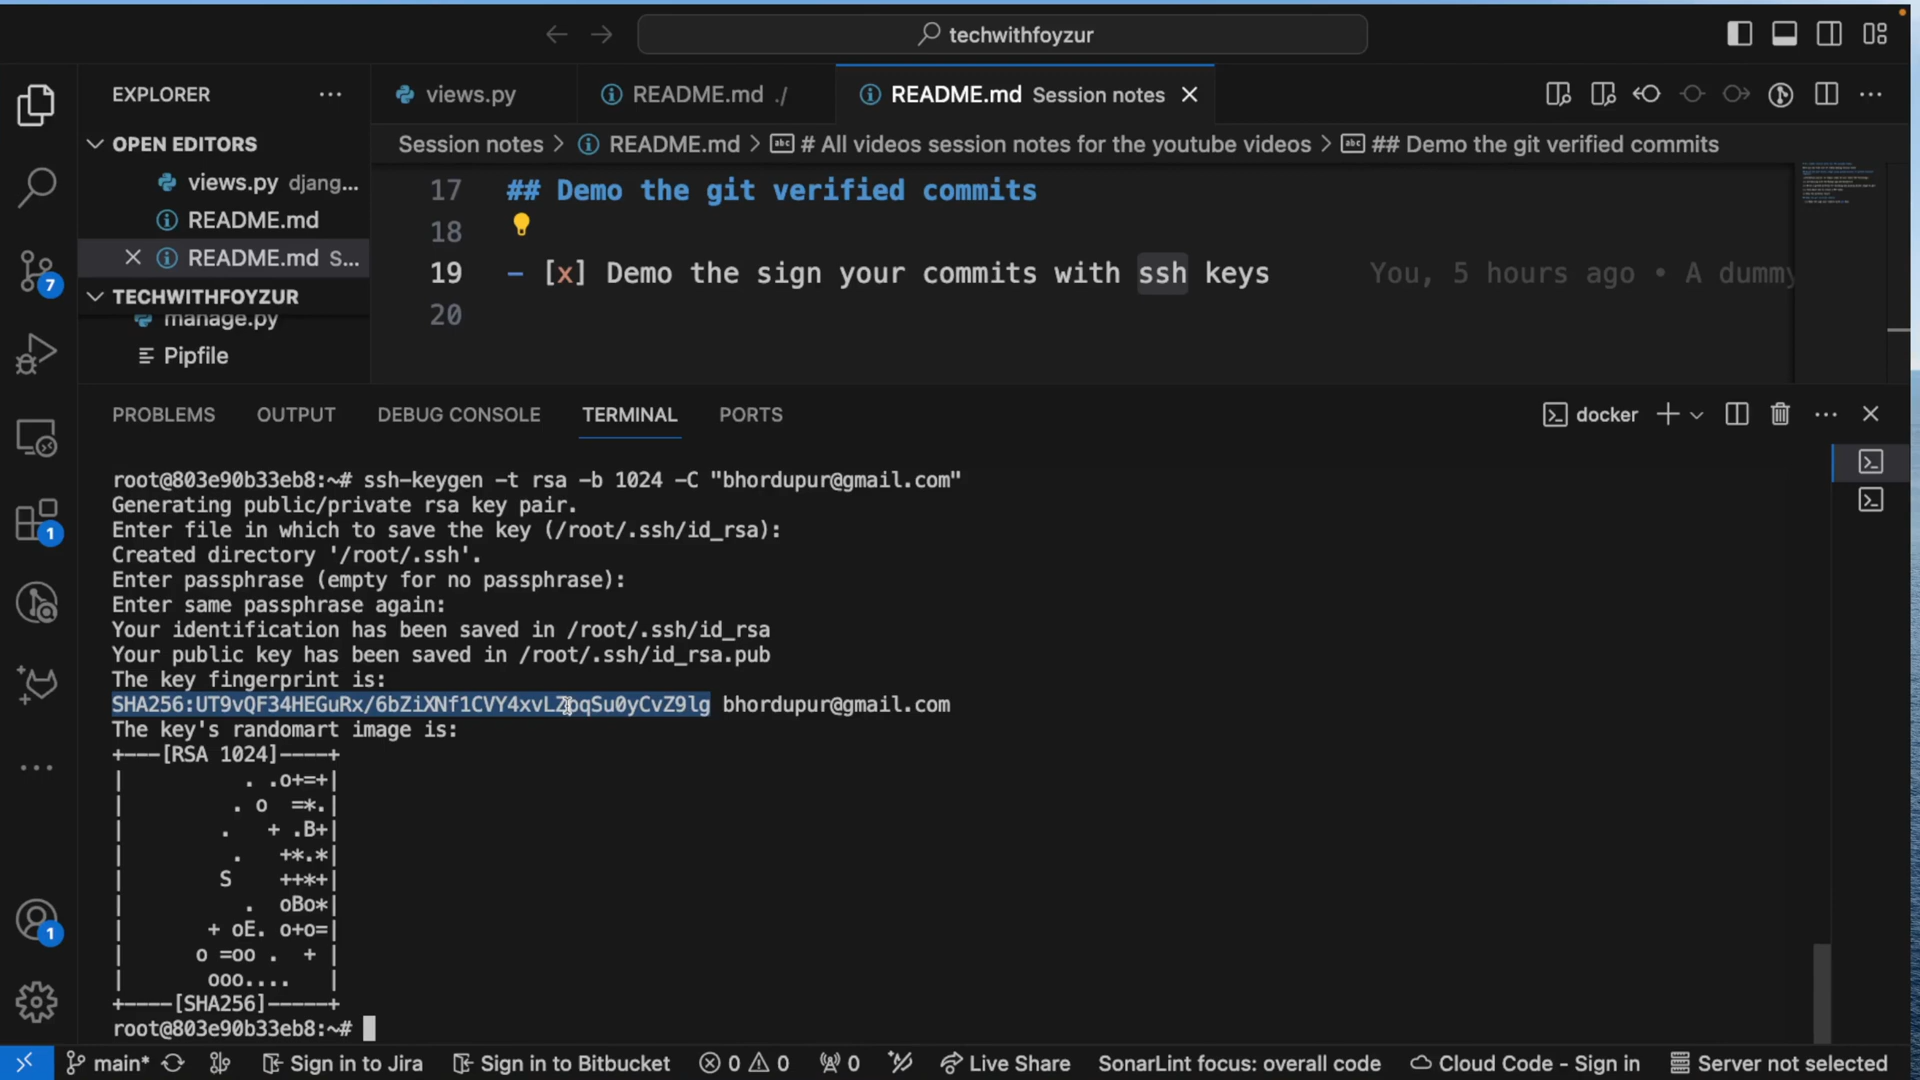 techwithfoyzur
EXPLORER
views.py
README.md ./
README.md Session notes
OPEN EDITORS
Session notes > README.md > # All videos session notes for the youtube videos > ## Demo the git verified commits
views.py djang...
README.md
README.md S...
TECHWITHFOYZUR
manage.py
Pipfile
17 ## Demo the git verified commits
18
19 - [x] Demo the sign your commits with ssh keys You, 5 hours ago • A dummy
20
7
PROBLEMS OUTPUT DEBUG CONSOLE TERMINAL PORTS
docker
root@803e90b33eb8:~# ssh-keygen -t rsa -b 1024 -C "bhordupur@gmail.com"
Generating public/private rsa key pair.
Enter file in which to save the key (/root/.ssh/id_rsa):
Created directory '/root/.ssh'.
Enter passphrase (empty for no passphrase):
Enter same passphrase again:
Your identification has been saved in /root/.ssh/id_rsa
Your public key has been saved in /root/.ssh/id_rsa.pub
The key fingerprint is:
bhordupur@gmail.com
The key's randomart image is:
+---[RSA 1024]----+
|          . .o+=+|
|         . o  =*.|
|        .   + .B+|
|         .   +*.*|
|        S    ++*+|
|          .  oBo*|
|       + oE. o+o=|
|      o =oo .  + |
|       ooo....   |
+----[SHA256]-----+
root@803e90b33eb8:~#
1
1
main*
Sign in to Jira
Sign in to Bitbucket
0 0
0
Live Share
SonarLint focus: overall code
Cloud Code - Sign in
Server not selected